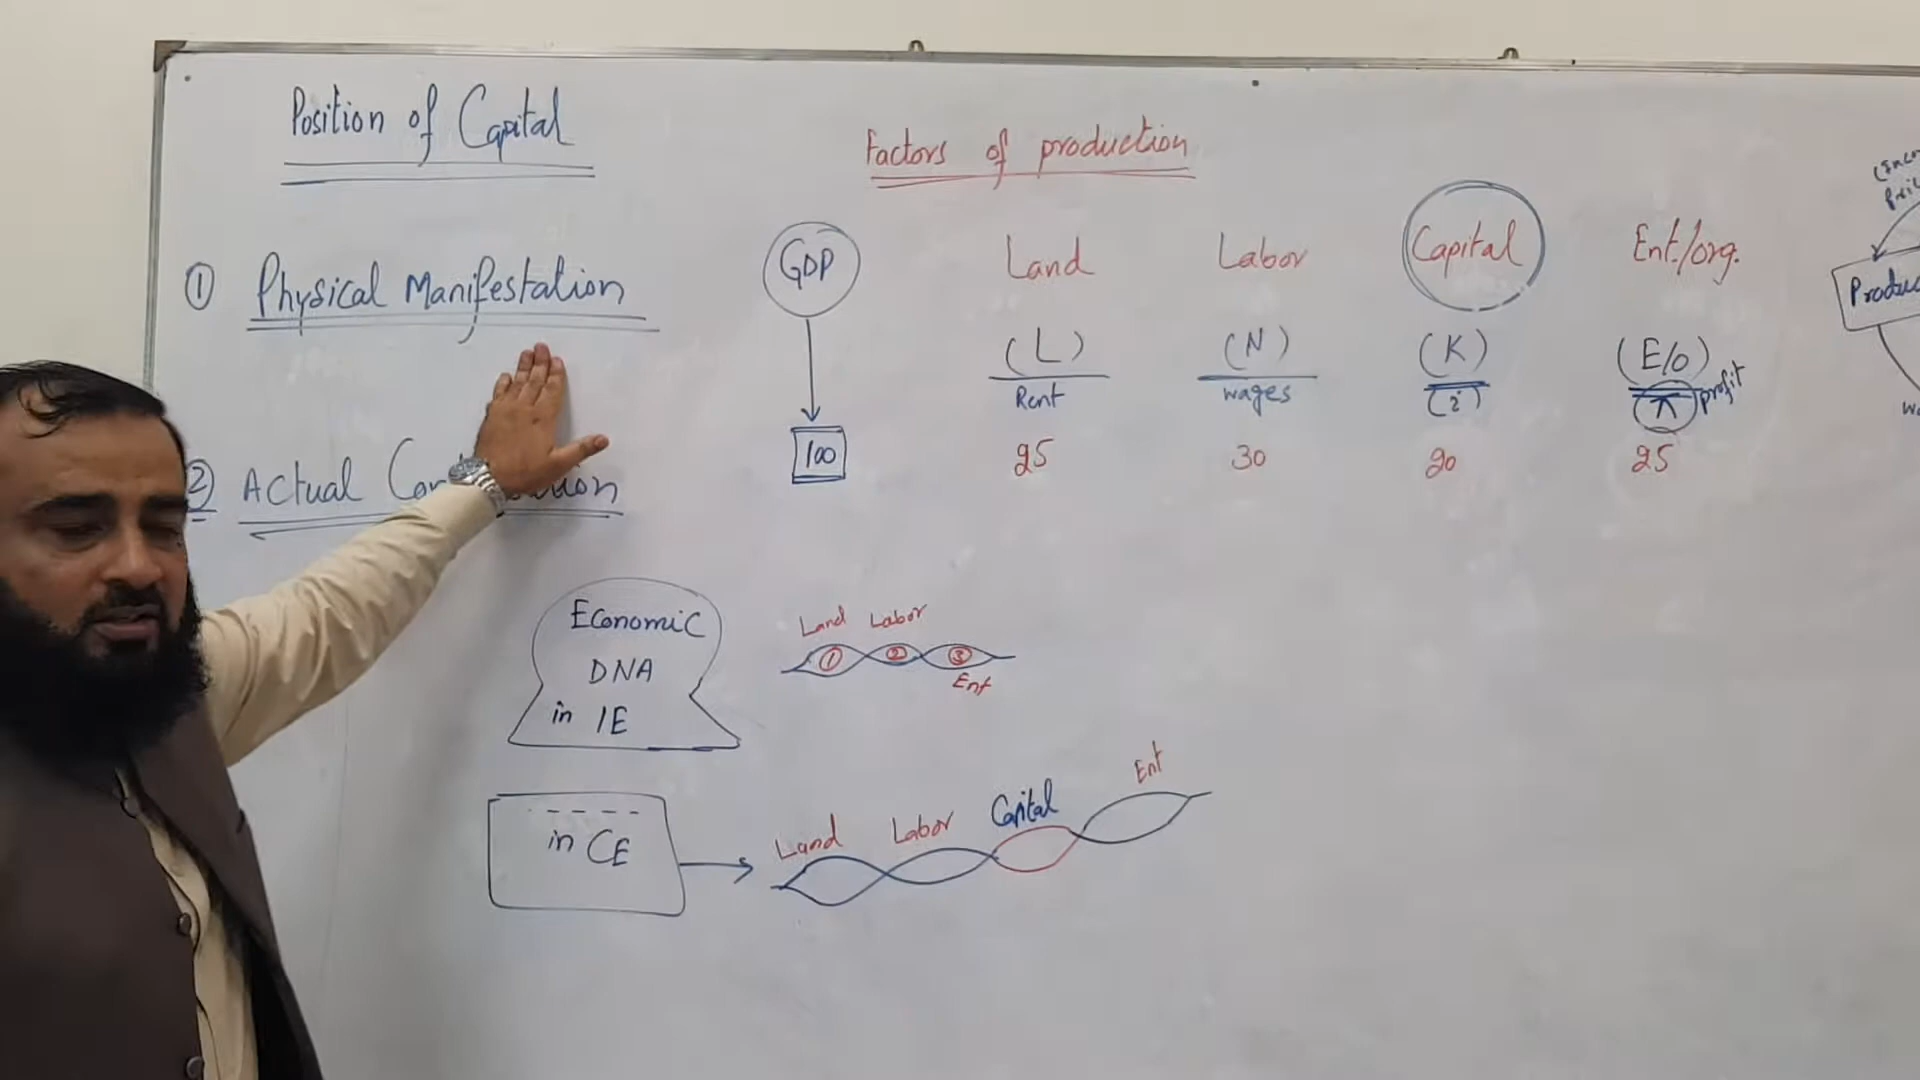 Position of Capital
① Physical Manifestation
② Actual
Factors of production
GDP
100
Land Labor Capital Ent./org.
(L) (N) (K) (E/O)
Rent wages (i) (π) profit
25 30 20 25
Economic
DNA
in IE
Land Labor
① ② ③
Ent
in CE
Land Labor Capital Ent